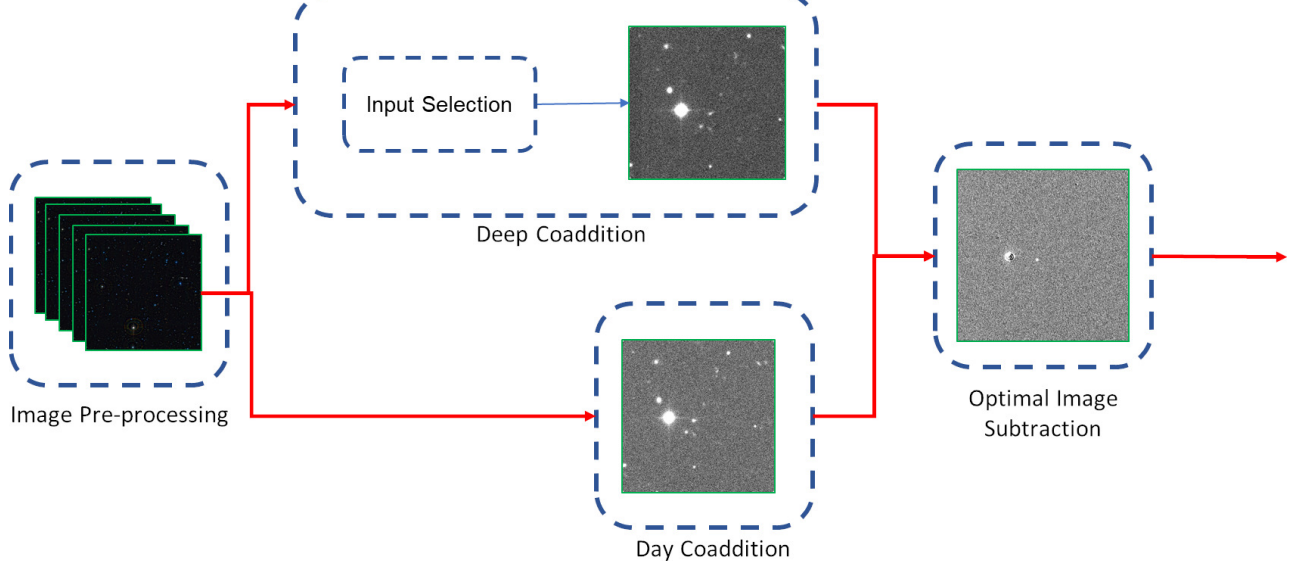 Input Selection
Deep Coaddition
Image Pre-processing
Optimal Image
Subtraction
Day Coaddition